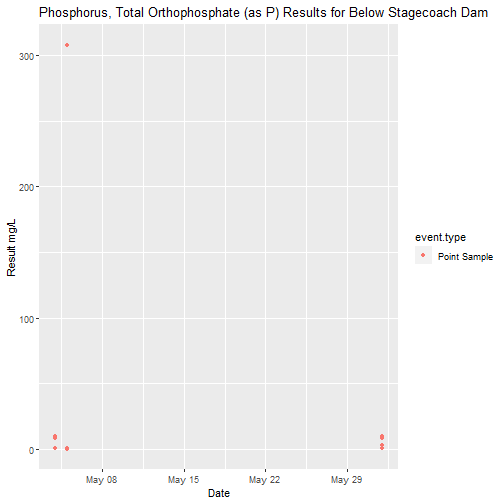 Phosphorus, Total Orthophosphate (as P) Results for Below Stagecoach Dam
300
200
100
0
Result mg/L
event.type
Point Sample
May 08 May 15 May 22 May 29
Date